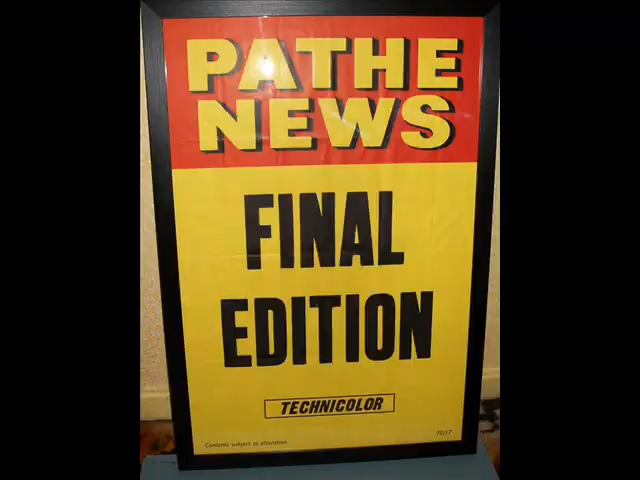 PATHE
NEWS
FINAL
EDITION
TECHNICOLOR
Contents subject to alteration
70/17